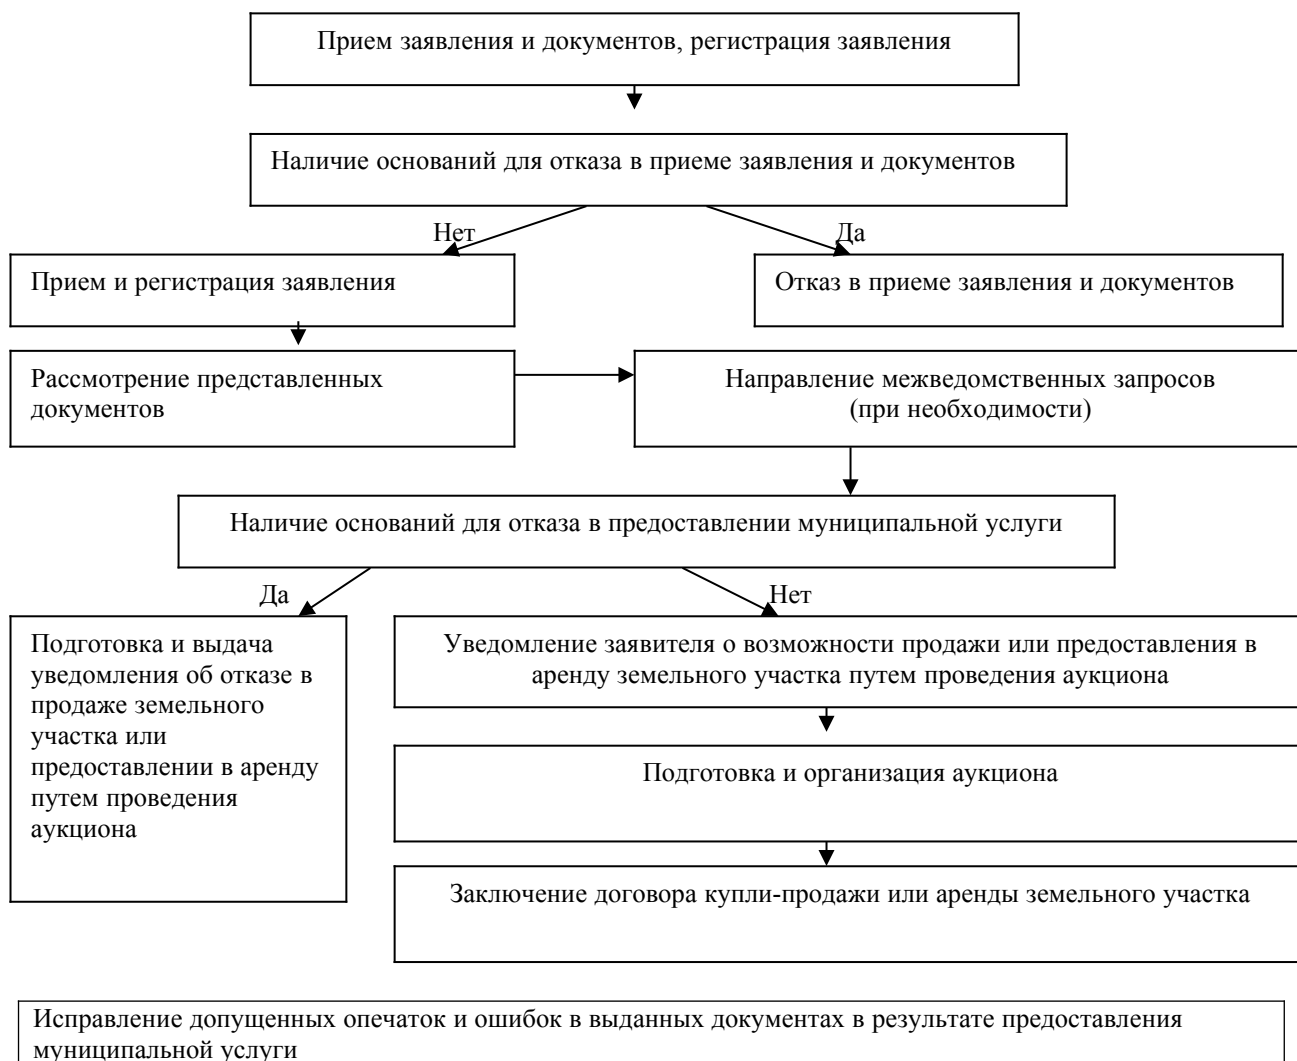 Прием заявления и документов, регистрация заявления
Наличие оснований для отказа в приеме заявления и документов
Нет
Да
Прием и регистрация заявления
Отказ в приеме заявления и документов
Рассмотрение представленных
документов
Направление межведомственных запросов
(при необходимости)
Наличие оснований для отказа в предоставлении муниципальной услуги
Да
Нет
Подготовка и выдача
уведомления об отказе в
продаже земельного
участка или
предоставлении в аренду
путем проведения
аукциона
Уведомление заявителя о возможности продажи или предоставления в
аренду земельного участка путем проведения аукциона
Подготовка и организация аукциона
Заключение договора купли-продажи или аренды земельного участка
Исправление допущенных опечаток и ошибок в выданных документах в результате предоставления
муниципальной услуги